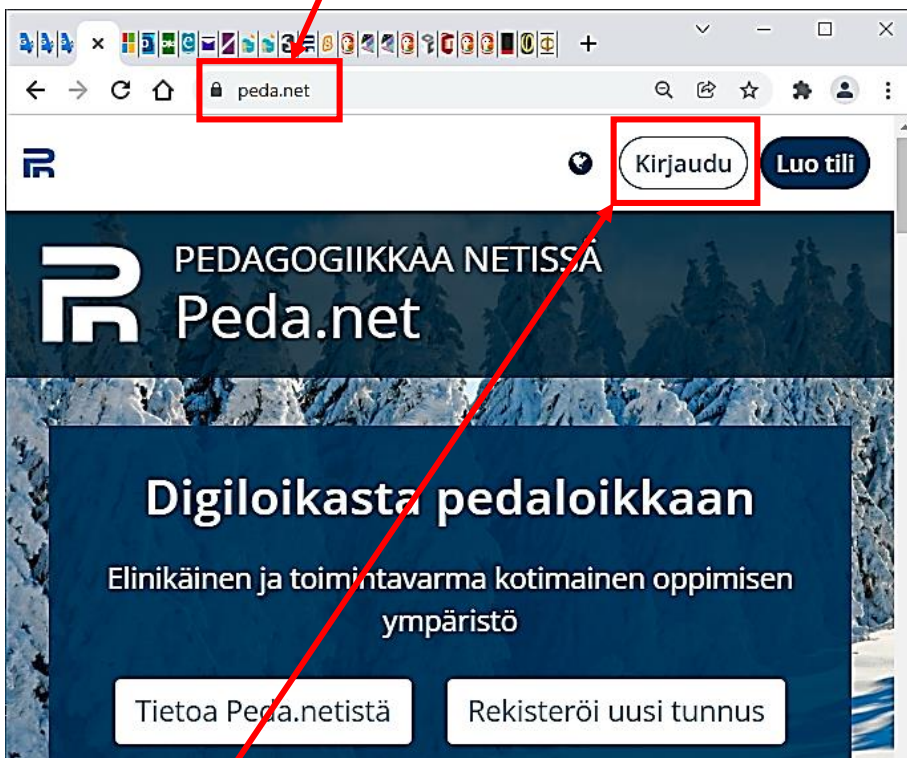 peda.net
Kirjaudu
Luo tili
PEDAGOGIIKKAA NETISSÄ
Peda.net
Digiloikasta pedaloikkaan
Elinikäinen ja toimintavarma kotimainen oppimisen
ympäristö
Tietoa Peda.netistä
Rekisteröi uusi tunnus